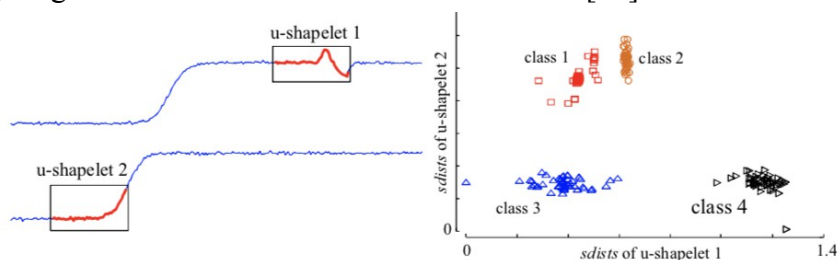 u-shapelet 1
u-shapelet 2
class 1
class 2
class 3
class 4
sdists of u-shapelet 2
0
0
1.4
sdists of u-shapelet 1